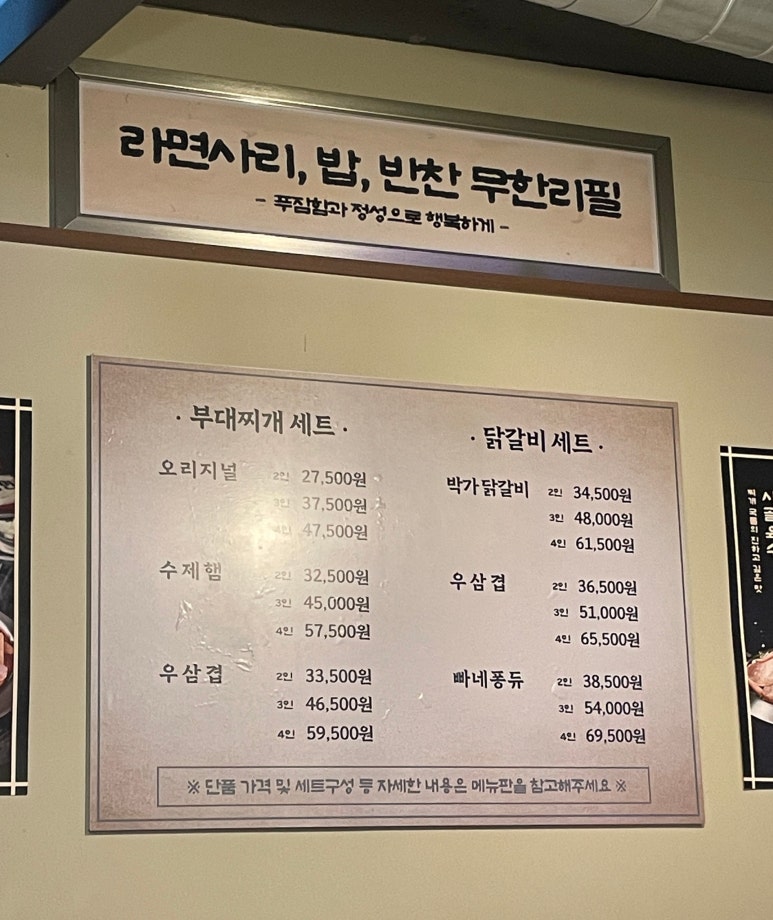 라면사리, 밥, 반찬 무한리필
- 푸짐함과 정성으로 행복하게 -
· 부대찌개 세트 ·
오리지널 2인 27,500원
3인 37,500원
4인 47,500원
수제햄 2인 32,500원
3인 45,000원
4인 57,500원
우삼겹 2인 33,500원
3인 46,500원
4인 59,500원
· 닭갈비 세트 ·
박가 닭갈비 2인 34,500원
3인 48,000원
4인 61,500원
우삼겹 2인 36,500원
3인 51,000원
4인 65,500원
빠네퐁듀 2인 38,500원
3인 54,000원
4인 69,500원
※ 단품 가격 및 세트구성 등 자세한 내용은 메뉴판을 참고해주세요 ※